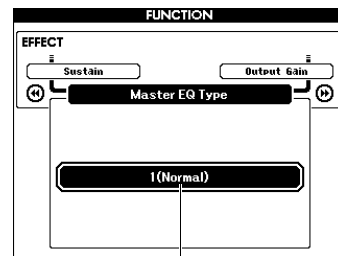 FUNCTION
EFFECT
Sustain
Output Gain
Master EQ Type
1(Normal)